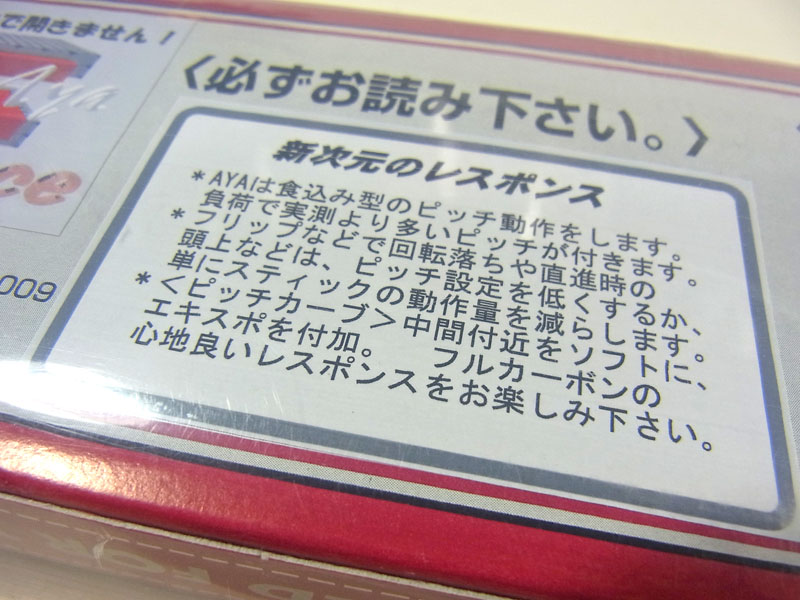 で開きません！
Aya
ce
009
〈必ずお読み下さい。〉
新次元のレスポンス
*AYAは食込み型のピッチ動作をします。
負荷で実測より多いピッチが付きます。
*フリップなどで回転落ちや直進時の
頭上などは、ピッチ設定を低くするか、
単にスティックの動作量を減らします。
*＜ピッチカーブ＞中間付近をソフトに、
エキスポを付加。　フルカーボンの
心地良いレスポンスをお楽しみ下さい。